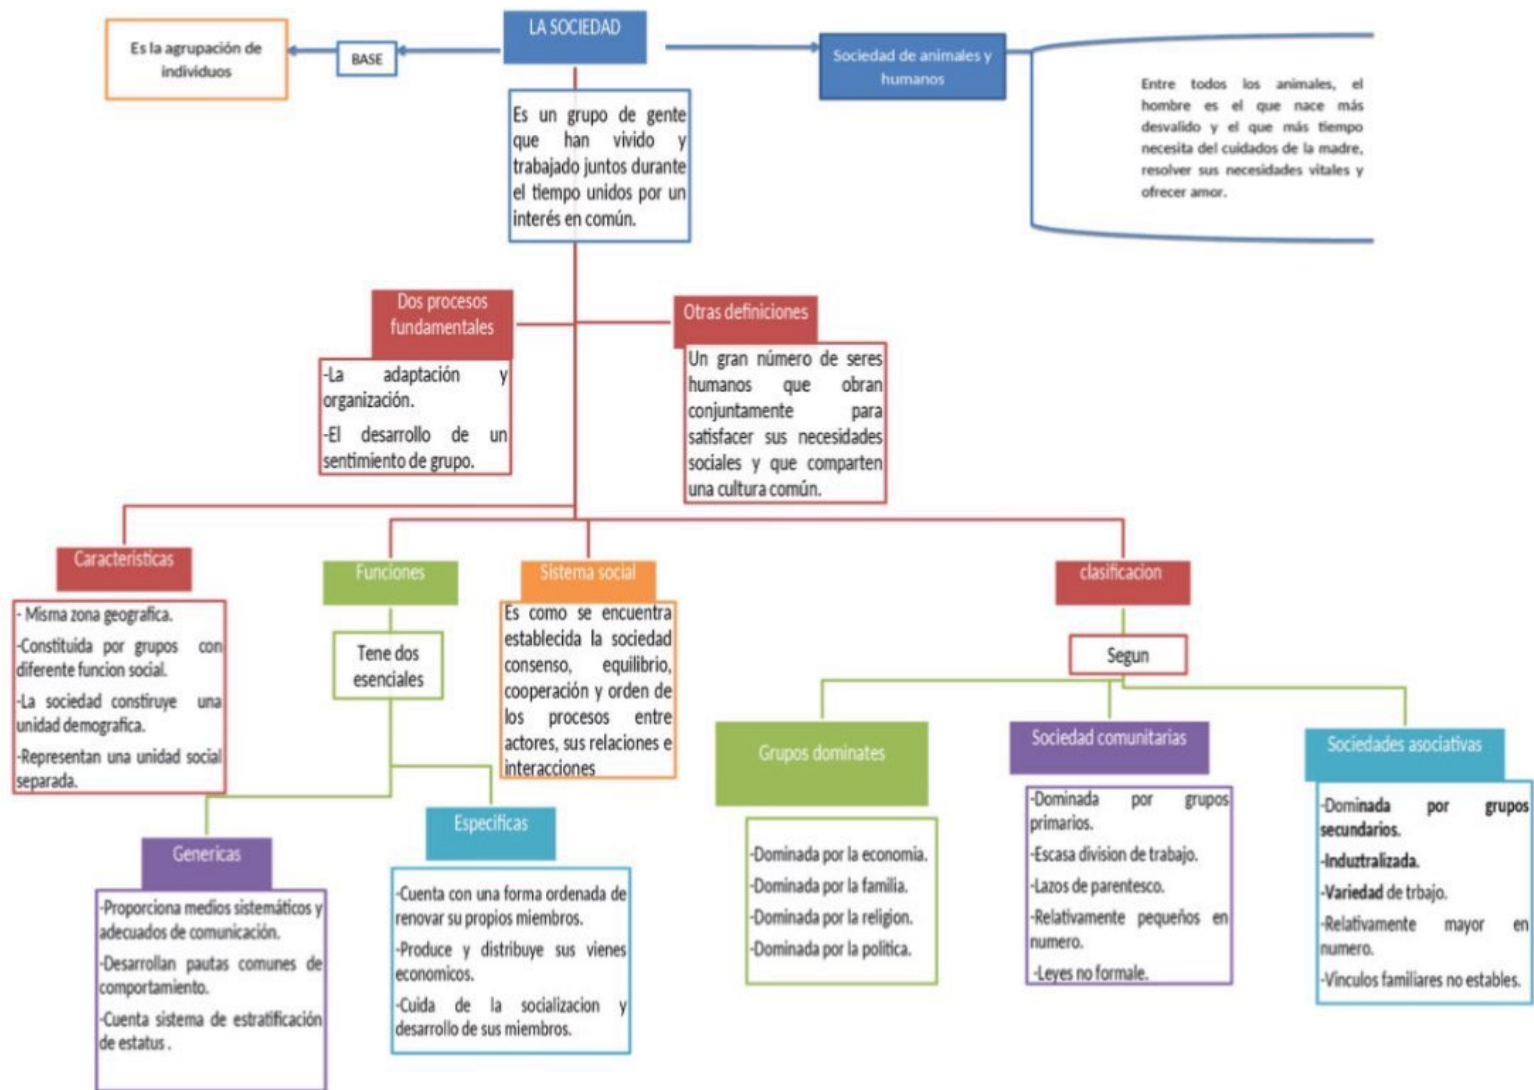 LA SOCIEDAD
BASE
Es la agrupación de
individuos
Sociedad de animales y
humanos
Entre todos los animales, el
hombre es el que nace más
desvalido y el que más tiempo
necesita del cuidados de la madre,
resolver sus necesidades vitales y
ofrecer amor.
Es un grupo de gente
que han vivido y
trabajado juntos durante
el tiempo unidos por un
interés en común.
Dos procesos
fundamentales
-La adaptación y
organización.
-El desarrollo de un
sentimiento de grupo.
Otras definiciones
Un gran número de seres
humanos que obran
conjuntamente para
satisfacer sus necesidades
sociales y que comparten
una cultura común.
Caracteristicas
- Misma zona geografica.
-Constituida por grupos con
diferente funcion social.
-La sociedad constiruye una
unidad demografica.
-Representan una unidad social
separada.
Funciones
Tene dos
esenciales
Genericas
-Proporciona medios sistemáticos y
adecuados de comunicación.
-Desarrollan pautas comunes de
comportamiento.
-Cuenta sistema de estratificación
de estatus .
Especificas
-Cuenta con una forma ordenada de
renovar su propios miembros.
-Produce y distribuye sus vienes
economicos.
-Cuida de la socializacion y
desarrollo de sus miembros.
Sistema social
Es como se encuentra
establecida la sociedad
consenso, equilibrio,
cooperación y orden de
los procesos entre
actores, sus relaciones e
interacciones
clasificacion
Segun
Grupos dominates
-Dominada por la economia.
-Dominada por la familia.
-Dominada por la religion.
-Dominada por la politica.
Sociedad comunitarias
-Dominada por grupos
primarios.
-Escasa division de trabajo.
-Lazos de parentesco.
-Relativamente pequeños en
numero.
-Leyes no formale.
Sociedades asociativas
-Dominada por grupos
secundarios.
-Induztralizada.
-Variedad de trbajo.
-Relativamente mayor en
numero.
-Vinculos familiares no estables.